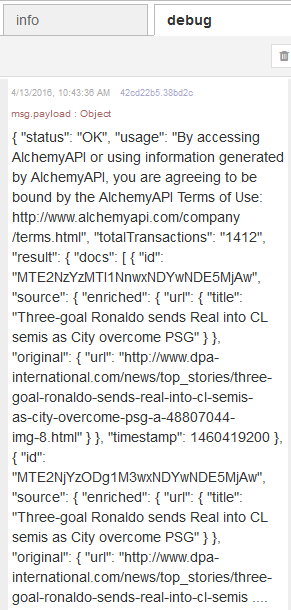 info
debug
4/13/2016, 10:43:36 AM 42cd22b5.38bd2c
msg.payload : Object
{ "status": "OK", "usage": "By accessing
AlchemyAPI or using information generated
by AlchemyAPI, you are agreeing to be
bound by the AlchemyAPI Terms of Use:
http://www.alchemyapi.com/company
/terms.html", "totalTransactions": "1412",
"result": { "docs": [ { "id":
"MTE2NzYzMTI1NnwxNDYwNDE5MjAw",
"source": { "enriched": { "url": { "title":
"Three-goal Ronaldo sends Real into CL
semis as City overcome PSG" } },
"original": { "url": "http://www.dpa-
international.com/news/top_stories/three-
goal-ronaldo-sends-real-into-cl-semis-
as-city-overcome-psg-a-48807044-
img-8.html" } }, "timestamp": 1460419200 },
{ "id":
"MTE2NjYzODg1M3wxNDYwNDE5MjAw",
"source": { "enriched": { "url": { "title":
"Three-goal Ronaldo sends Real into CL
semis as City overcome PSG" } },
"original": { "url": "http://www.dpa-
international.com/news/top_stories/three-
goal-ronaldo-sends-real-into-cl-semis ....